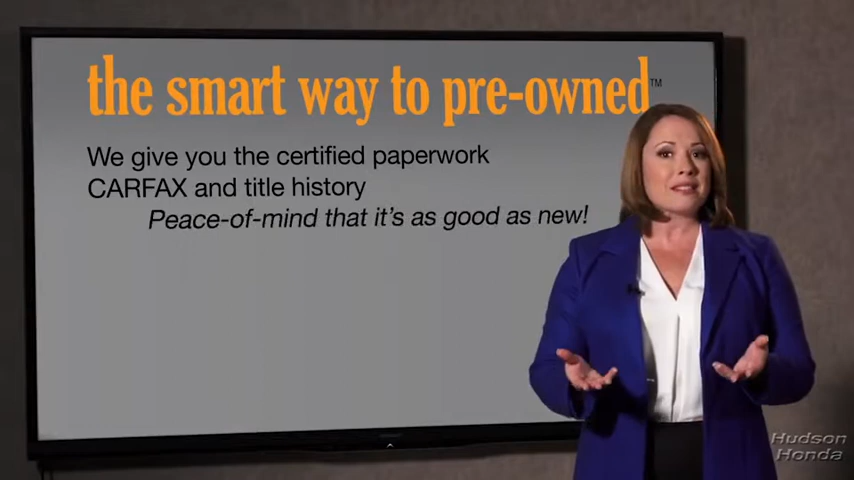 the smart way to pre-owned™
We give you the certified paperwork
CARFAX and title history
Peace-of-mind that it's as good as new!
Hudson
Honda